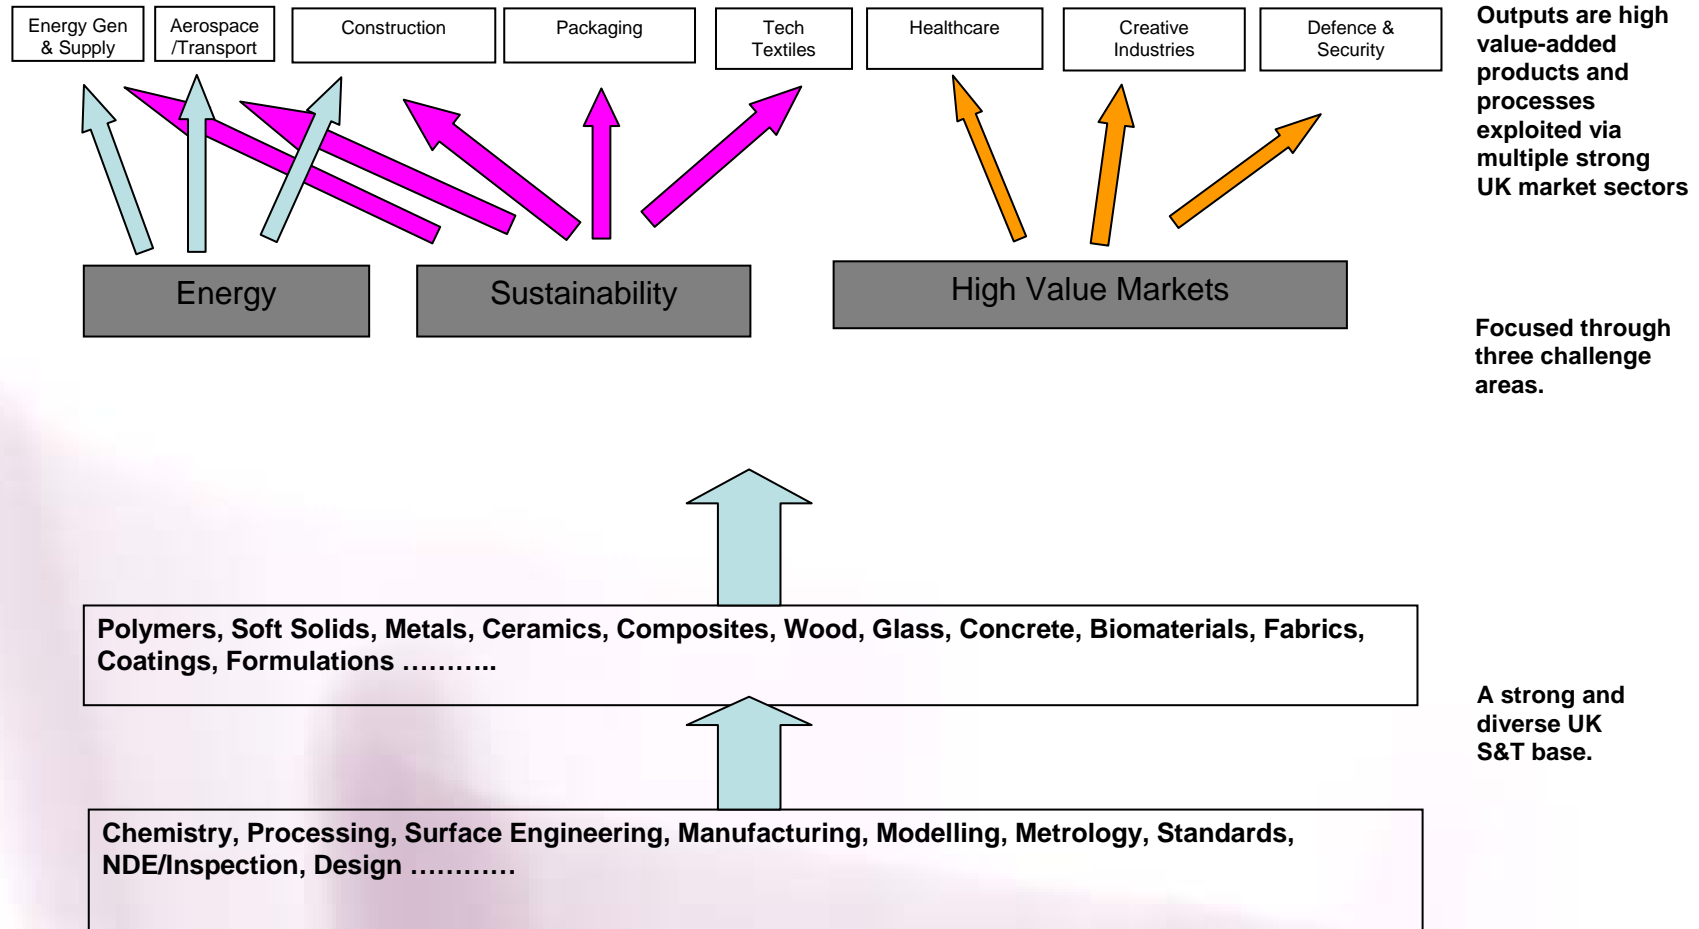 Energy Gen
& Supply
Aerospace
/Transport
Construction
Packaging
Tech
Textiles
Healthcare
Creative
Industries
Defence &
Security
Outputs are high
value-added
products and
processes
exploited via
multiple strong
UK market sectors
Energy
Sustainability
High Value Markets
Focused through
three challenge
areas.
Polymers, Soft Solids, Metals, Ceramics, Composites, Wood, Glass, Concrete, Biomaterials, Fabrics,
Coatings, Formulations ………..
A strong and
diverse UK
S&T base.
Chemistry, Processing, Surface Engineering, Manufacturing, Modelling, Metrology, Standards,
NDE/Inspection, Design …………